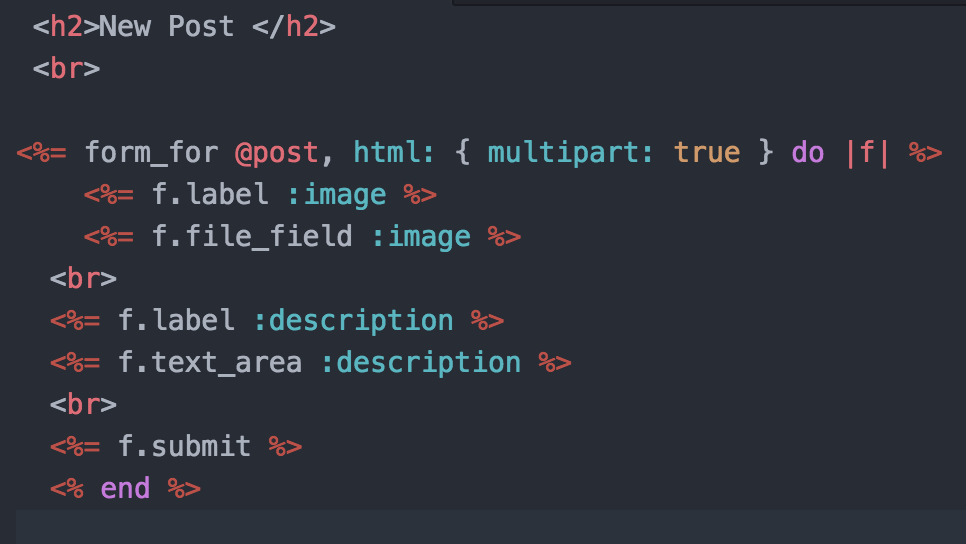 <h2>New Post </h2>
<br>
<%= form_for @post, html: { multipart: true } do |f| %>
<%= f.label :image %>
<%= f.file_field :image %>
<br>
<%= f.label :description %>
<%= f.text_area :description %>
<br>
<%= f.submit %>
<% end %>